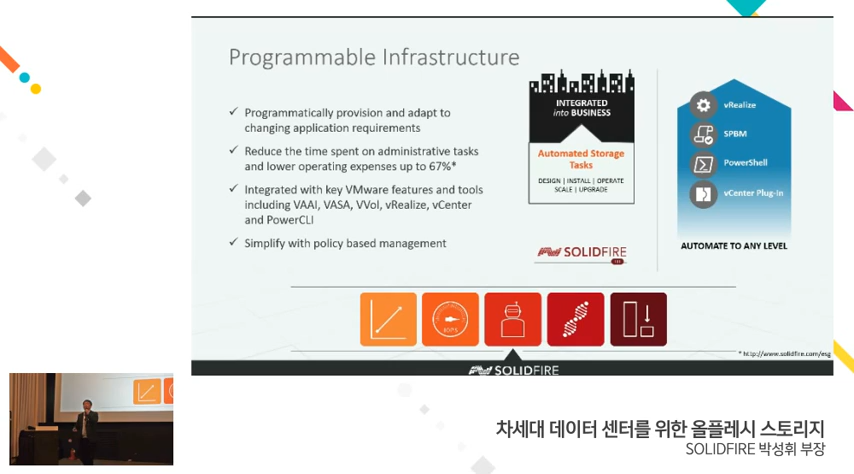 Programmable Infrastructure
✓ Programmatically provision and adapt to
changing application requirements
✓ Reduce the time spent on administrative tasks
and lower operating expenses up to 67%*
✓ Integrated with key VMware features and tools
including VAAI, VASA, VVol, vRealize, vCenter
and PowerCLI
✓ Simplify with policy based management
INTEGRATED
into BUSINESS
Automated Storage
Tasks
DESIGN | INSTALL | OPERATE
SCALE | UPGRADE
SOLIDFIRE
vRealize
SPBM
PowerShell
vCenter Plug-In
AUTOMATE TO ANY LEVEL
IOPS
* http://www.solidfire.com/esg
SOLIDFIRE
차세대 데이터 센터를 위한 올플레시 스토리지
SOLIDFIRE 박성휘 부장